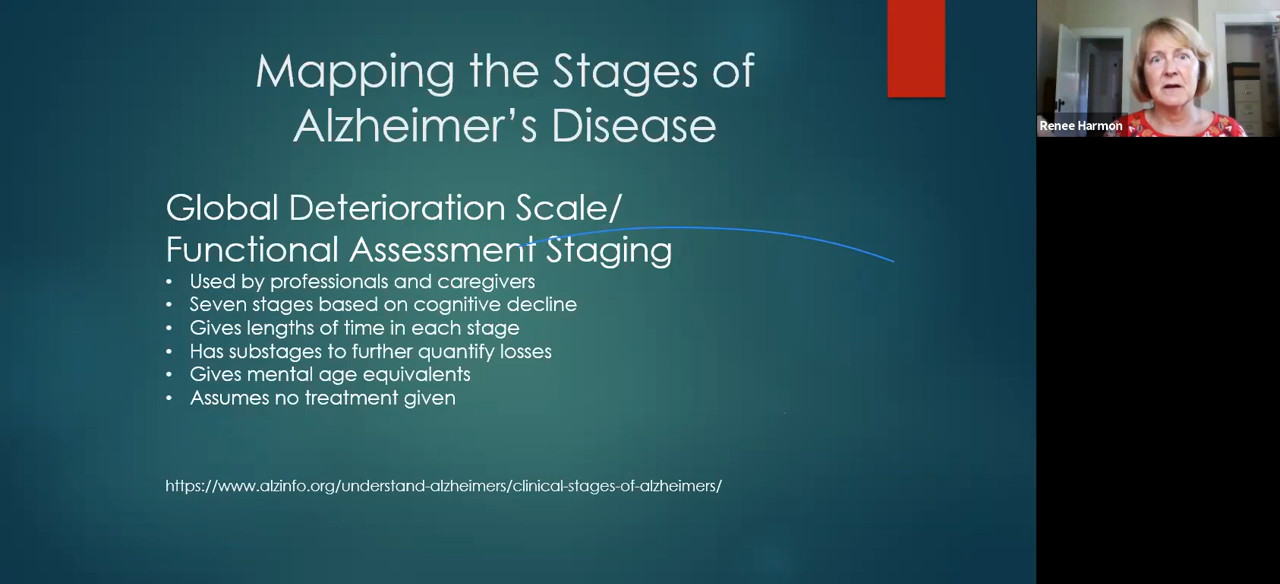 Mapping the Stages of
Alzheimer's Disease
Global Deterioration Scale/
Functional Assessment Staging
• Used by professionals and caregivers
• Seven stages based on cognitive decline
• Gives lengths of time in each stage
• Has substages to further quantify losses
• Gives mental age equivalents
• Assumes no treatment given
https://www.alzinfo.org/understand-alzheimers/clinical-stages-of-alzheimers/
Renee Harmon